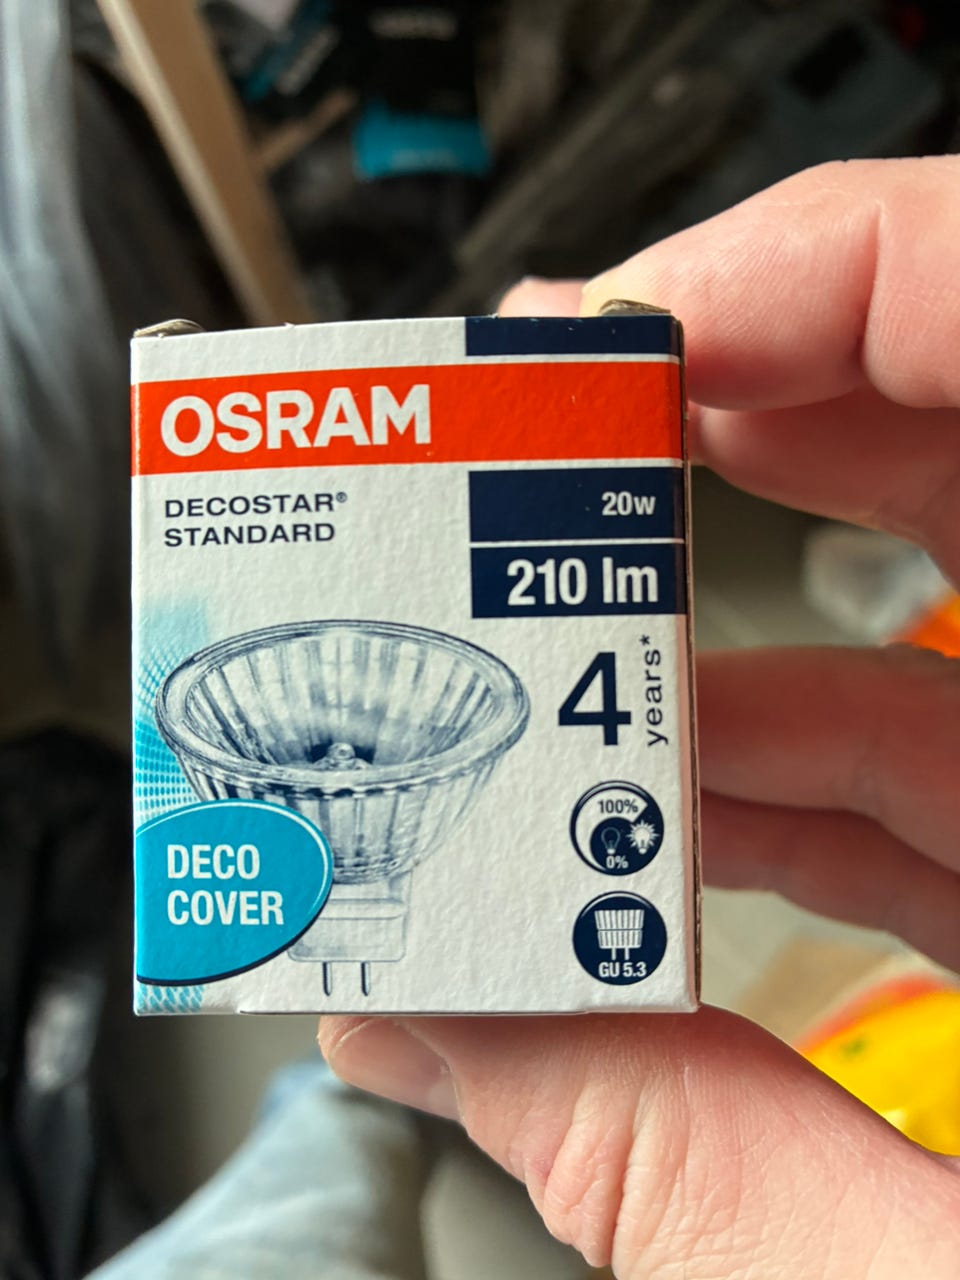 OSRAM
DECOSTAR®
STANDARD
20w
210 lm
4 years*
100%
0%
DECO
COVER
GU 5.3